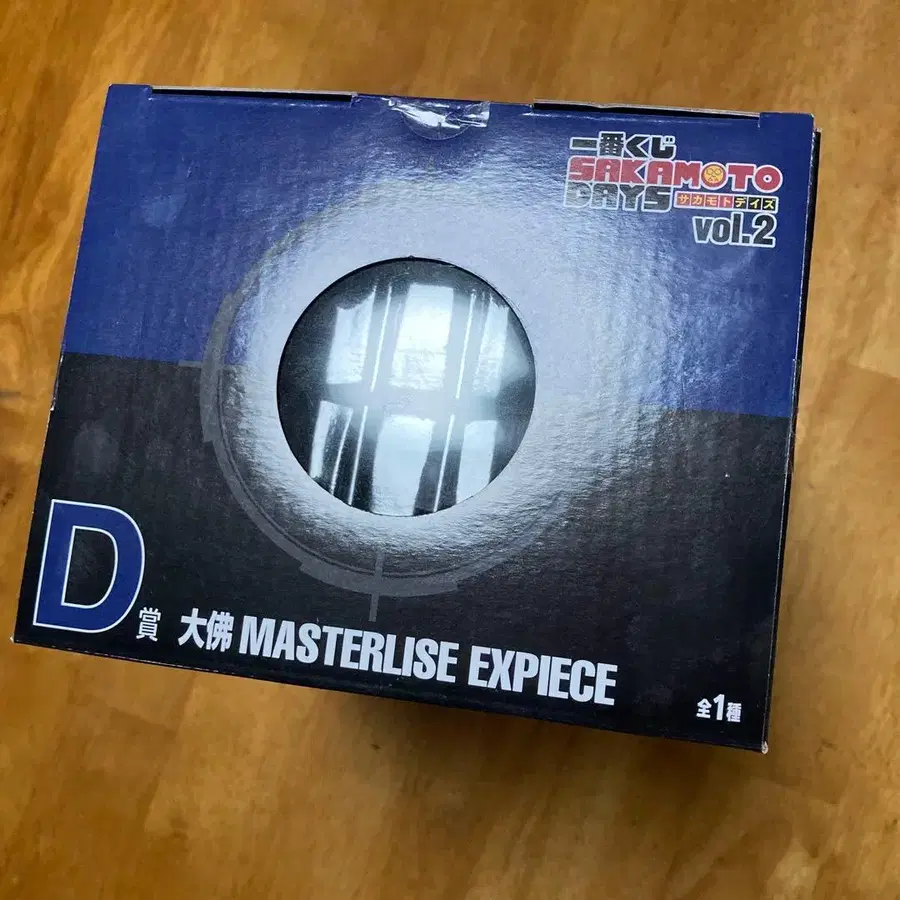 一番くじ
SAKAMOTO
DAYS サカモトデイズ
vol.2
D賞 大佛 MASTERLISE EXPIECE
全1種